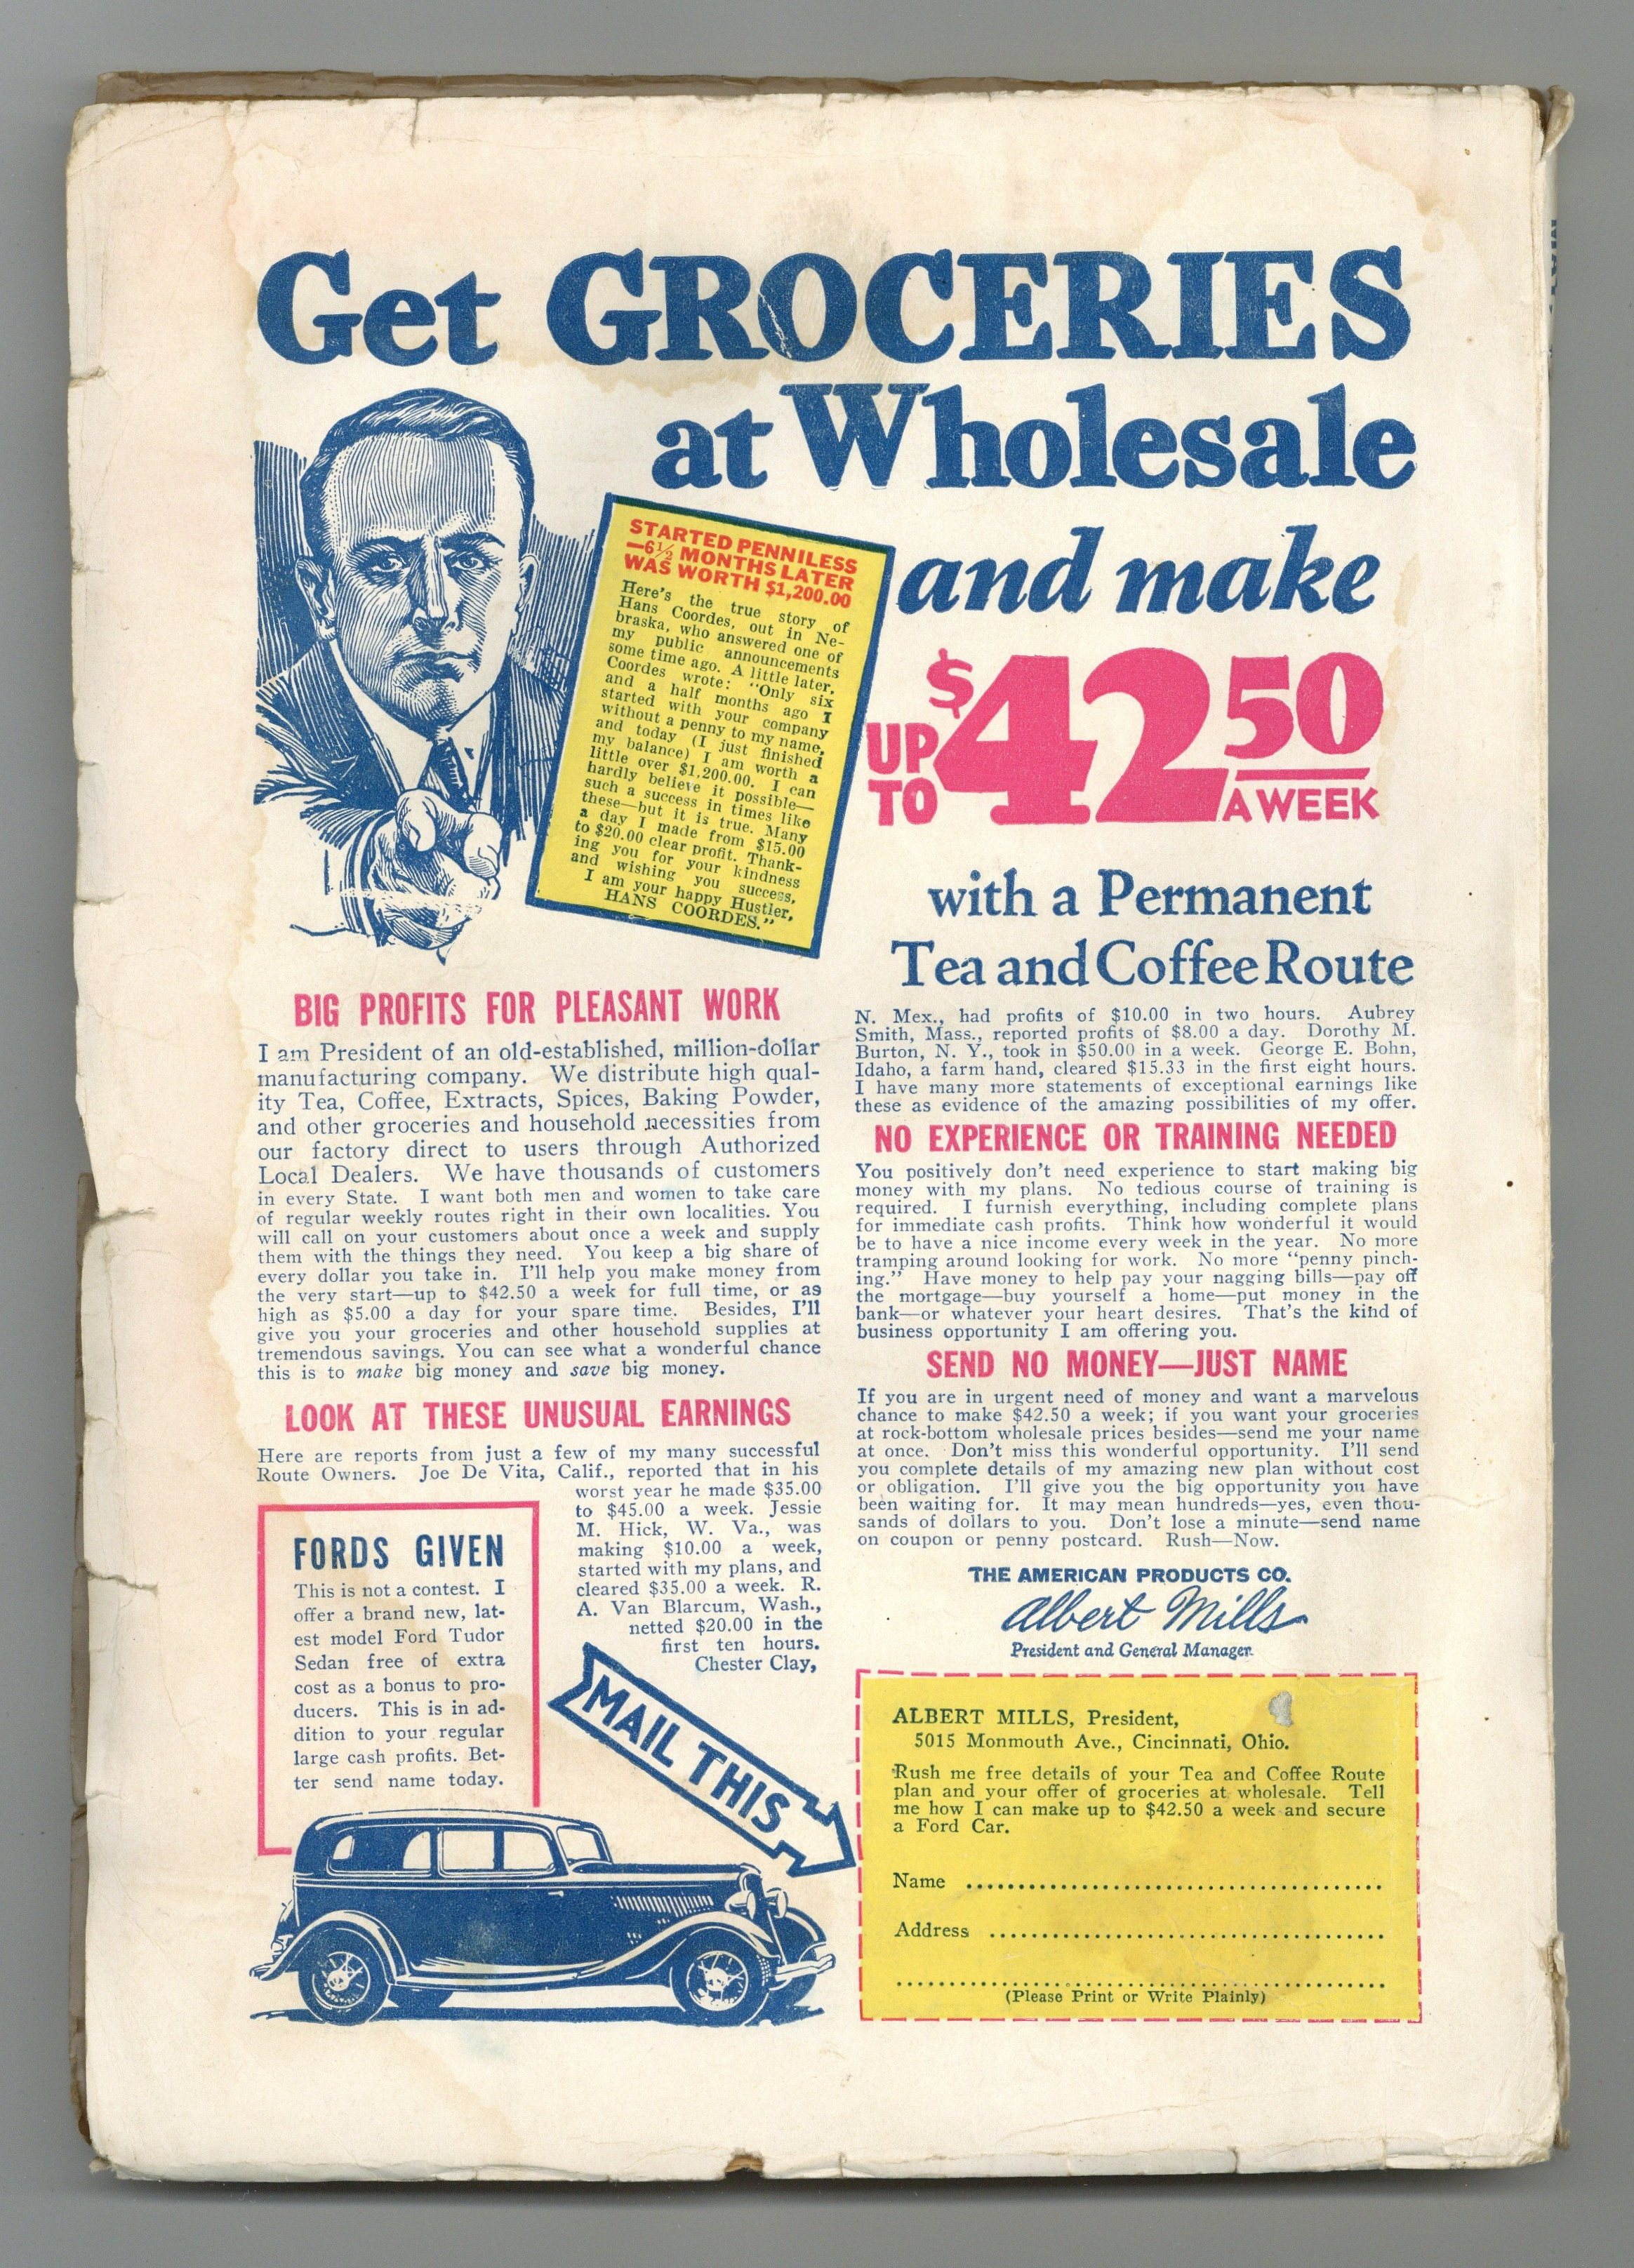 Get GROCERIES
at Wholesale
and make
UP TO $42 50 A WEEK
with a Permanent
Tea and Coffee Route
STARTED PENNILESS
—6½ MONTHS LATER
WAS WORTH $1,200.00
Here's the true story of
Hans Coordes, out in Ne-
braska, who answered one of
my public announcements
some time ago. A little later,
Coordes wrote: "Only six
and a half months ago I
started with your company
without a penny to my name,
and today (I just finished
my balance) I am worth a
little over $1,200.00. I can
hardly believe it possible—
such a success in times like
these—but it is true. Many
a day I made from $15.00
to $20.00 clear profit. Thank-
ing you for your kindness
and wishing you success,
I am your happy Hustler,
HANS COORDES."
BIG PROFITS FOR PLEASANT WORK
I am President of an old-established, million-dollar
manufacturing company. We distribute high qual-
ity Tea, Coffee, Extracts, Spices, Baking Powder,
and other groceries and household necessities from
our factory direct to users through Authorized
Local Dealers. We have thousands of customers
in every State. I want both men and women to take care
of regular weekly routes right in their own localities. You
will call on your customers about once a week and supply
them with the things they need. You keep a big share of
every dollar you take in. I'll help you make money from
the very start—up to $42.50 a week for full time, or as
high as $5.00 a day for your spare time. Besides, I'll
give you your groceries and other household supplies at
tremendous savings. You can see what a wonderful chance
this is to make big money and save big money.
LOOK AT THESE UNUSUAL EARNINGS
Here are reports from just a few of my many successful
Route Owners. Joe De Vita, Calif., reported that in his
worst year he made $35.00
to $45.00 a week. Jessie
M. Hick, W. Va., was
making $10.00 a week,
started with my plans, and
cleared $35.00 a week. R.
A. Van Blarcum, Wash.,
netted $20.00 in the
first ten hours.
Chester Clay,
FORDS GIVEN
This is not a contest. I
offer a brand new, lat-
est model Ford Tudor
Sedan free of extra
cost as a bonus to pro-
ducers. This is in ad-
dition to your regular
large cash profits. Bet-
ter send name today.
MAIL THIS
N. Mex., had profits of $10.00 in two hours. Aubrey
Smith, Mass., reported profits of $8.00 a day. Dorothy M.
Burton, N. Y., took in $50.00 in a week. George E. Bohn,
Idaho, a farm hand, cleared $15.33 in the first eight hours.
I have many more statements of exceptional earnings like
these as evidence of the amazing possibilities of my offer.
NO EXPERIENCE OR TRAINING NEEDED
You positively don't need experience to start making big
money with my plans. No tedious course of training is
required. I furnish everything, including complete plans
for immediate cash profits. Think how wonderful it would
be to have a nice income every week in the year. No more
tramping around looking for work. No more "penny pinch-
ing." Have money to help pay your nagging bills—pay off
the mortgage—buy yourself a home—put money in the
bank—or whatever your heart desires. That's the kind of
business opportunity I am offering you.
SEND NO MONEY—JUST NAME
If you are in urgent need of money and want a marvelous
chance to make $42.50 a week; if you want your groceries
at rock-bottom wholesale prices besides—send me your name
at once. Don't miss this wonderful opportunity. I'll send
you complete details of my amazing new plan without cost
or obligation. I'll give you the big opportunity you have
been waiting for. It may mean hundreds—yes, even thou-
sands of dollars to you. Don't lose a minute—send name
on coupon or penny postcard. Rush—Now.
THE AMERICAN PRODUCTS CO.
Albert Mills
President and General Manager.
ALBERT MILLS, President,
5015 Monmouth Ave., Cincinnati, Ohio.
Rush me free details of your Tea and Coffee Route
plan and your offer of groceries at wholesale. Tell
me how I can make up to $42.50 a week and secure
a Ford Car.
Name
Address
(Please Print or Write Plainly)